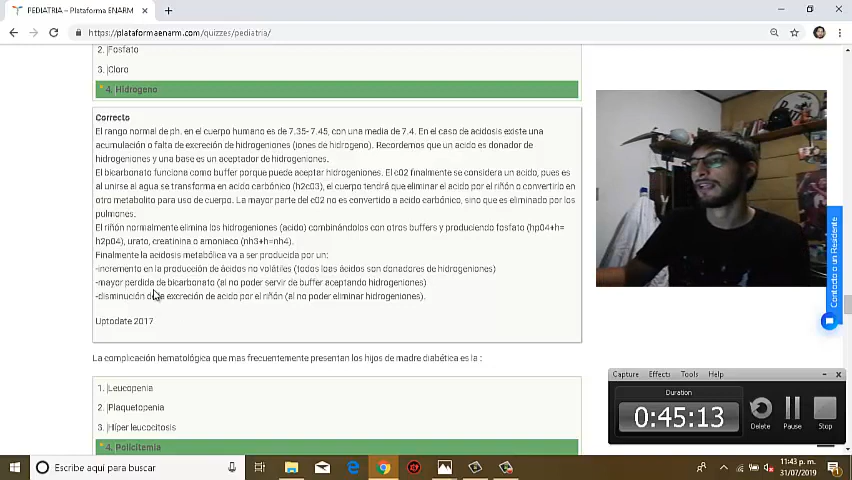 PEDIATRIA – Plataforma ENARM
https://plataformaenarm.com/quizzes/pediatria/
2. Fosfato
3. Cloro
* 4. Hidrogeno
Correcto
El rango normal de ph, en el cuerpo humano es de 7.35- 7.45, con una media de 7.4. En el caso de acidosis existe una
acumulación o falta de excreción de hidrogeniones (iones de hidrogeno). Recordemos que un acido es donador de
hidrogeniones y una base es un aceptador de hidrogeniones.
El bicarbonato funciona como buffer porque puede aceptar hidrogeniones. El c02 finalmente se considera un acido, pues es
al unirse al agua se transforma en acido carbónico (h2c03), el cuerpo tendrá que eliminar el acido por el riñón o convertirlo en
otro metabolito para uso de cuerpo. La mayor parte del c02 no es convertido a acido carbónico, sino que es eliminado por los
pulmones.
El riñón normalmente elimina los hidrogeniones (acido) combinándolos con otros buffers y produciendo fosfato (hp04+h=
h2p04), urato, creatinina o amoniaco (nh3+h=nh4).
Finalmente la acidosis metabólica va a ser producida por un:
-incremento en la producción de ácidos no volátiles (todos loas ácidos son donadores de hidrogeniones)
-mayor perdida de bicarbonato (al no poder servir de buffer aceptando hidrogeniones)
-disminución de la excreción de acido por el riñón (al no poder eliminar hidrogeniones).
Uptodate 2017
La complicación hematológica que mas frecuentemente presentan los hijos de madre diabética es la :
1. Leucopenia
2. Plaquetopenia
3. Hiper leucocitosis
* 4. Policitemia
Contacto a un Residente
Capture Effects Tools Help
Duration
0:45:13
Delete Pause Stop
Escribe aquí para buscar
11:43 p. m.
31/07/2019